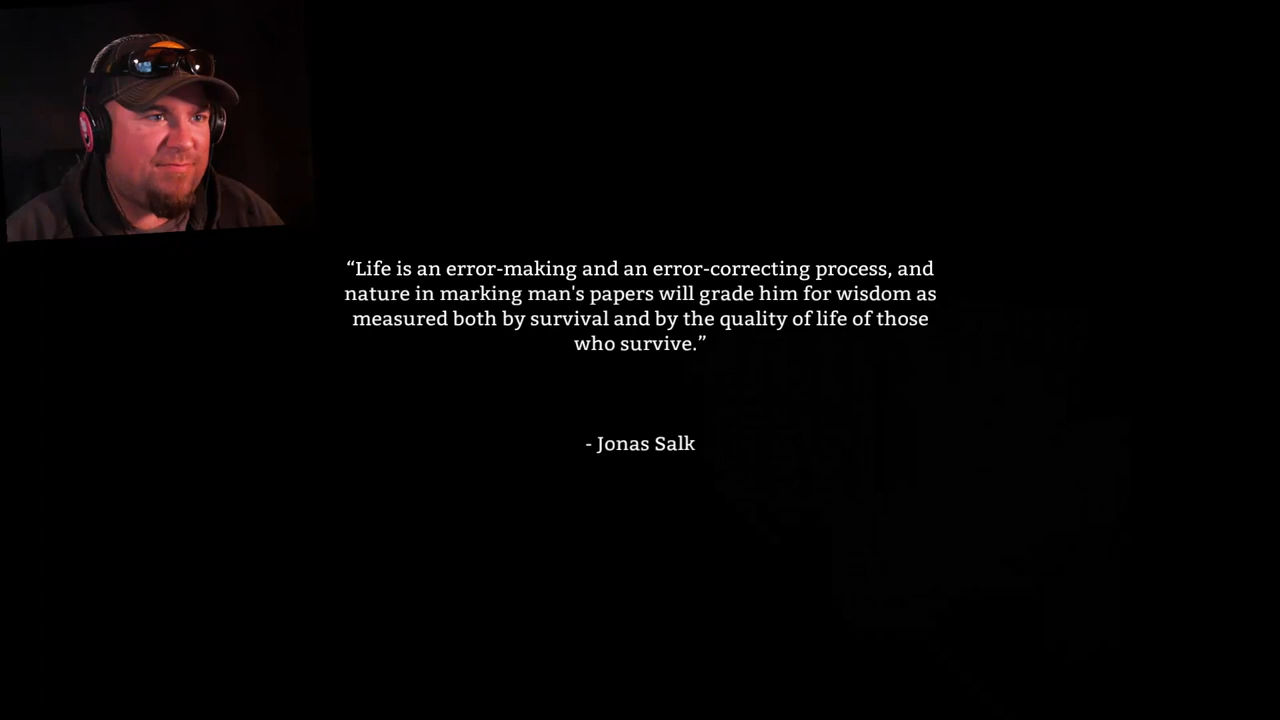 “Life is an error-making and an error-correcting process, and
nature in marking man's papers will grade him for wisdom as
measured both by survival and by the quality of life of those
who survive.”
- Jonas Salk